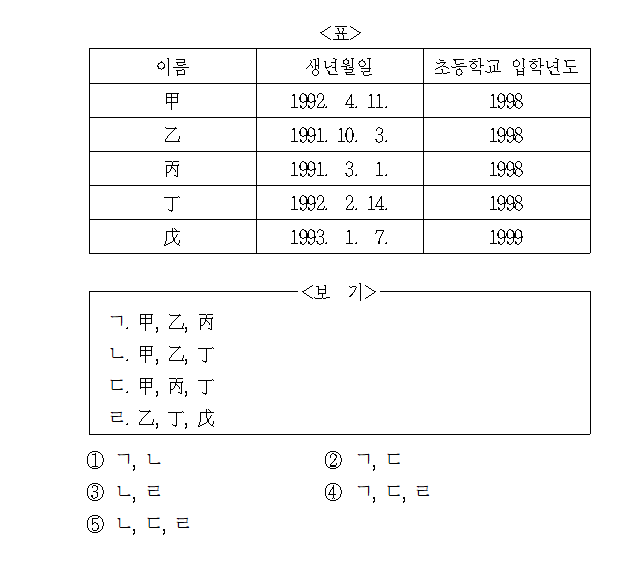 <표>
이름 생년월일 초등학교 입학년도
甲 1992. 4. 11. 1998
乙 1991. 10. 3. 1998
丙 1991. 3. 1. 1998
丁 1992. 2. 14. 1998
戊 1993. 1. 7. 1999
<보 기>
ㄱ. 甲, 乙, 丙
ㄴ. 甲, 乙, 丁
ㄷ. 甲, 丙, 丁
ㄹ. 乙, 丁, 戊
① ㄱ, ㄴ ② ㄱ, ㄷ
③ ㄴ, ㄹ ④ ㄱ, ㄷ, ㄹ
⑤ ㄴ, ㄷ, ㄹ